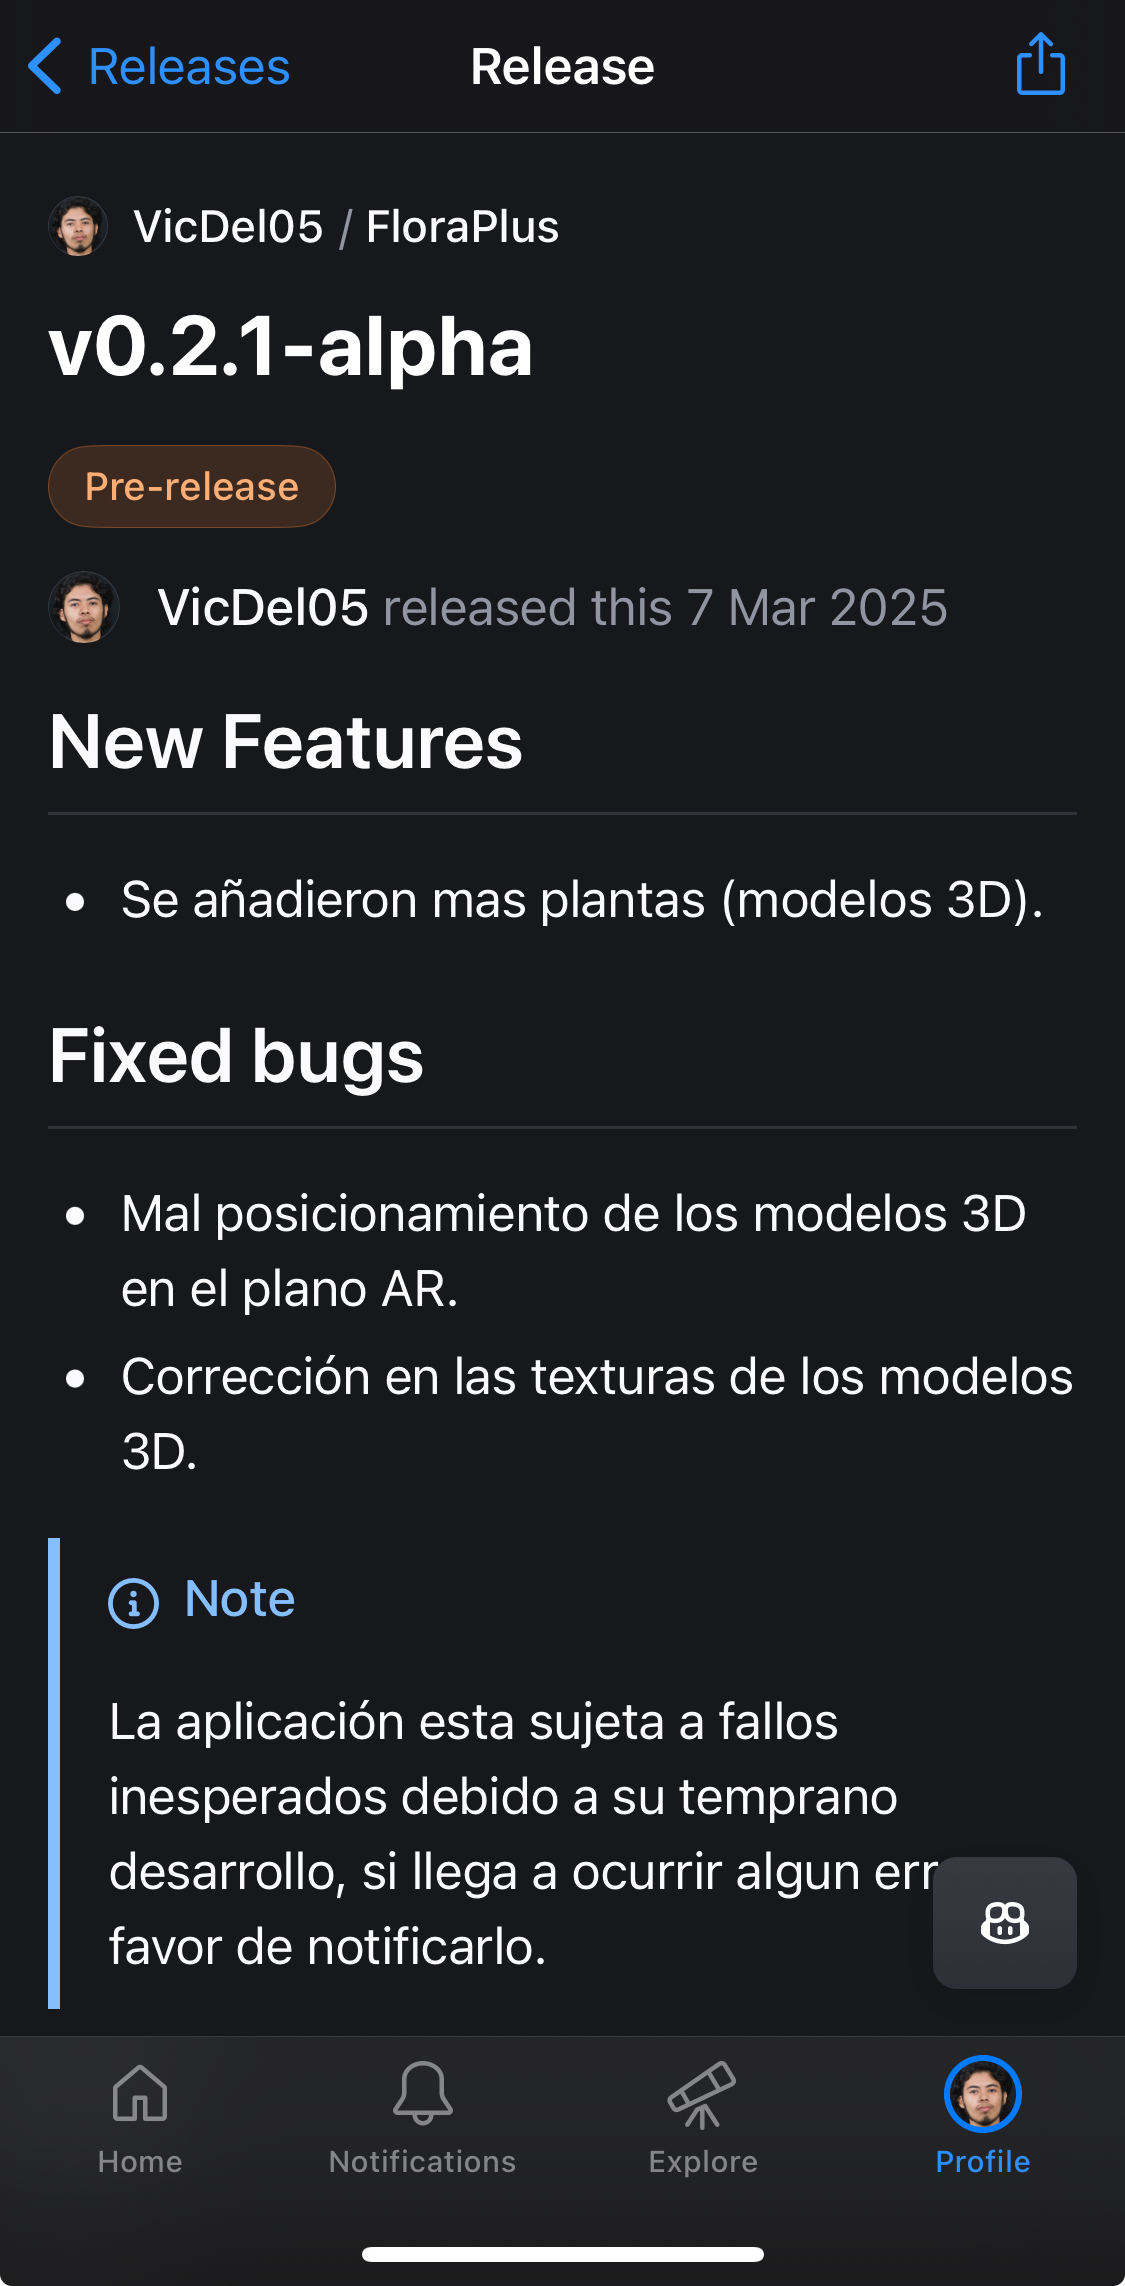 Releases
Release
VicDel05 / FloraPlus
v0.2.1-alpha
Pre-release
VicDel05 released this 7 Mar 2025
New Features
• Se añadieron mas plantas (modelos 3D).
Fixed bugs
• Mal posicionamiento de los modelos 3D
en el plano AR.
• Corrección en las texturas de los modelos
3D.
Note
La aplicación esta sujeta a fallos
inesperados debido a su temprano
desarrollo, si llega a ocurrir algun
favor de notificarlo.
Home
Notifications
Explore
Profile